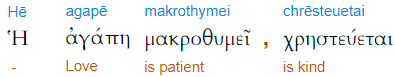 Hē agapē makrothymei chrēsteuetai
Ἡ ἀγάπη μακροθυμεῖ , χρηστεύεται
- Love is patient is kind